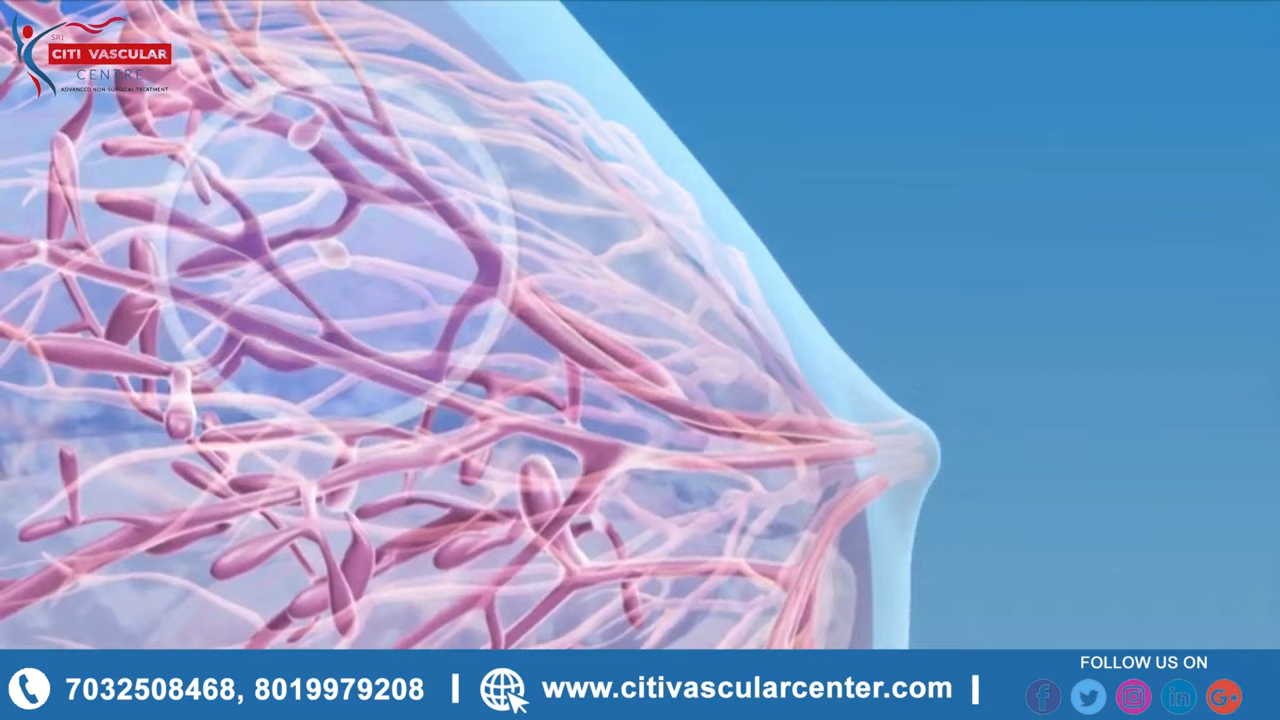 SRI
CITI VASCULAR
CENTRE
ADVANCED NON-SURGICAL TREATMENT
7032508468, 8019979208 | www.citivascularcenter.com |
FOLLOW US ON